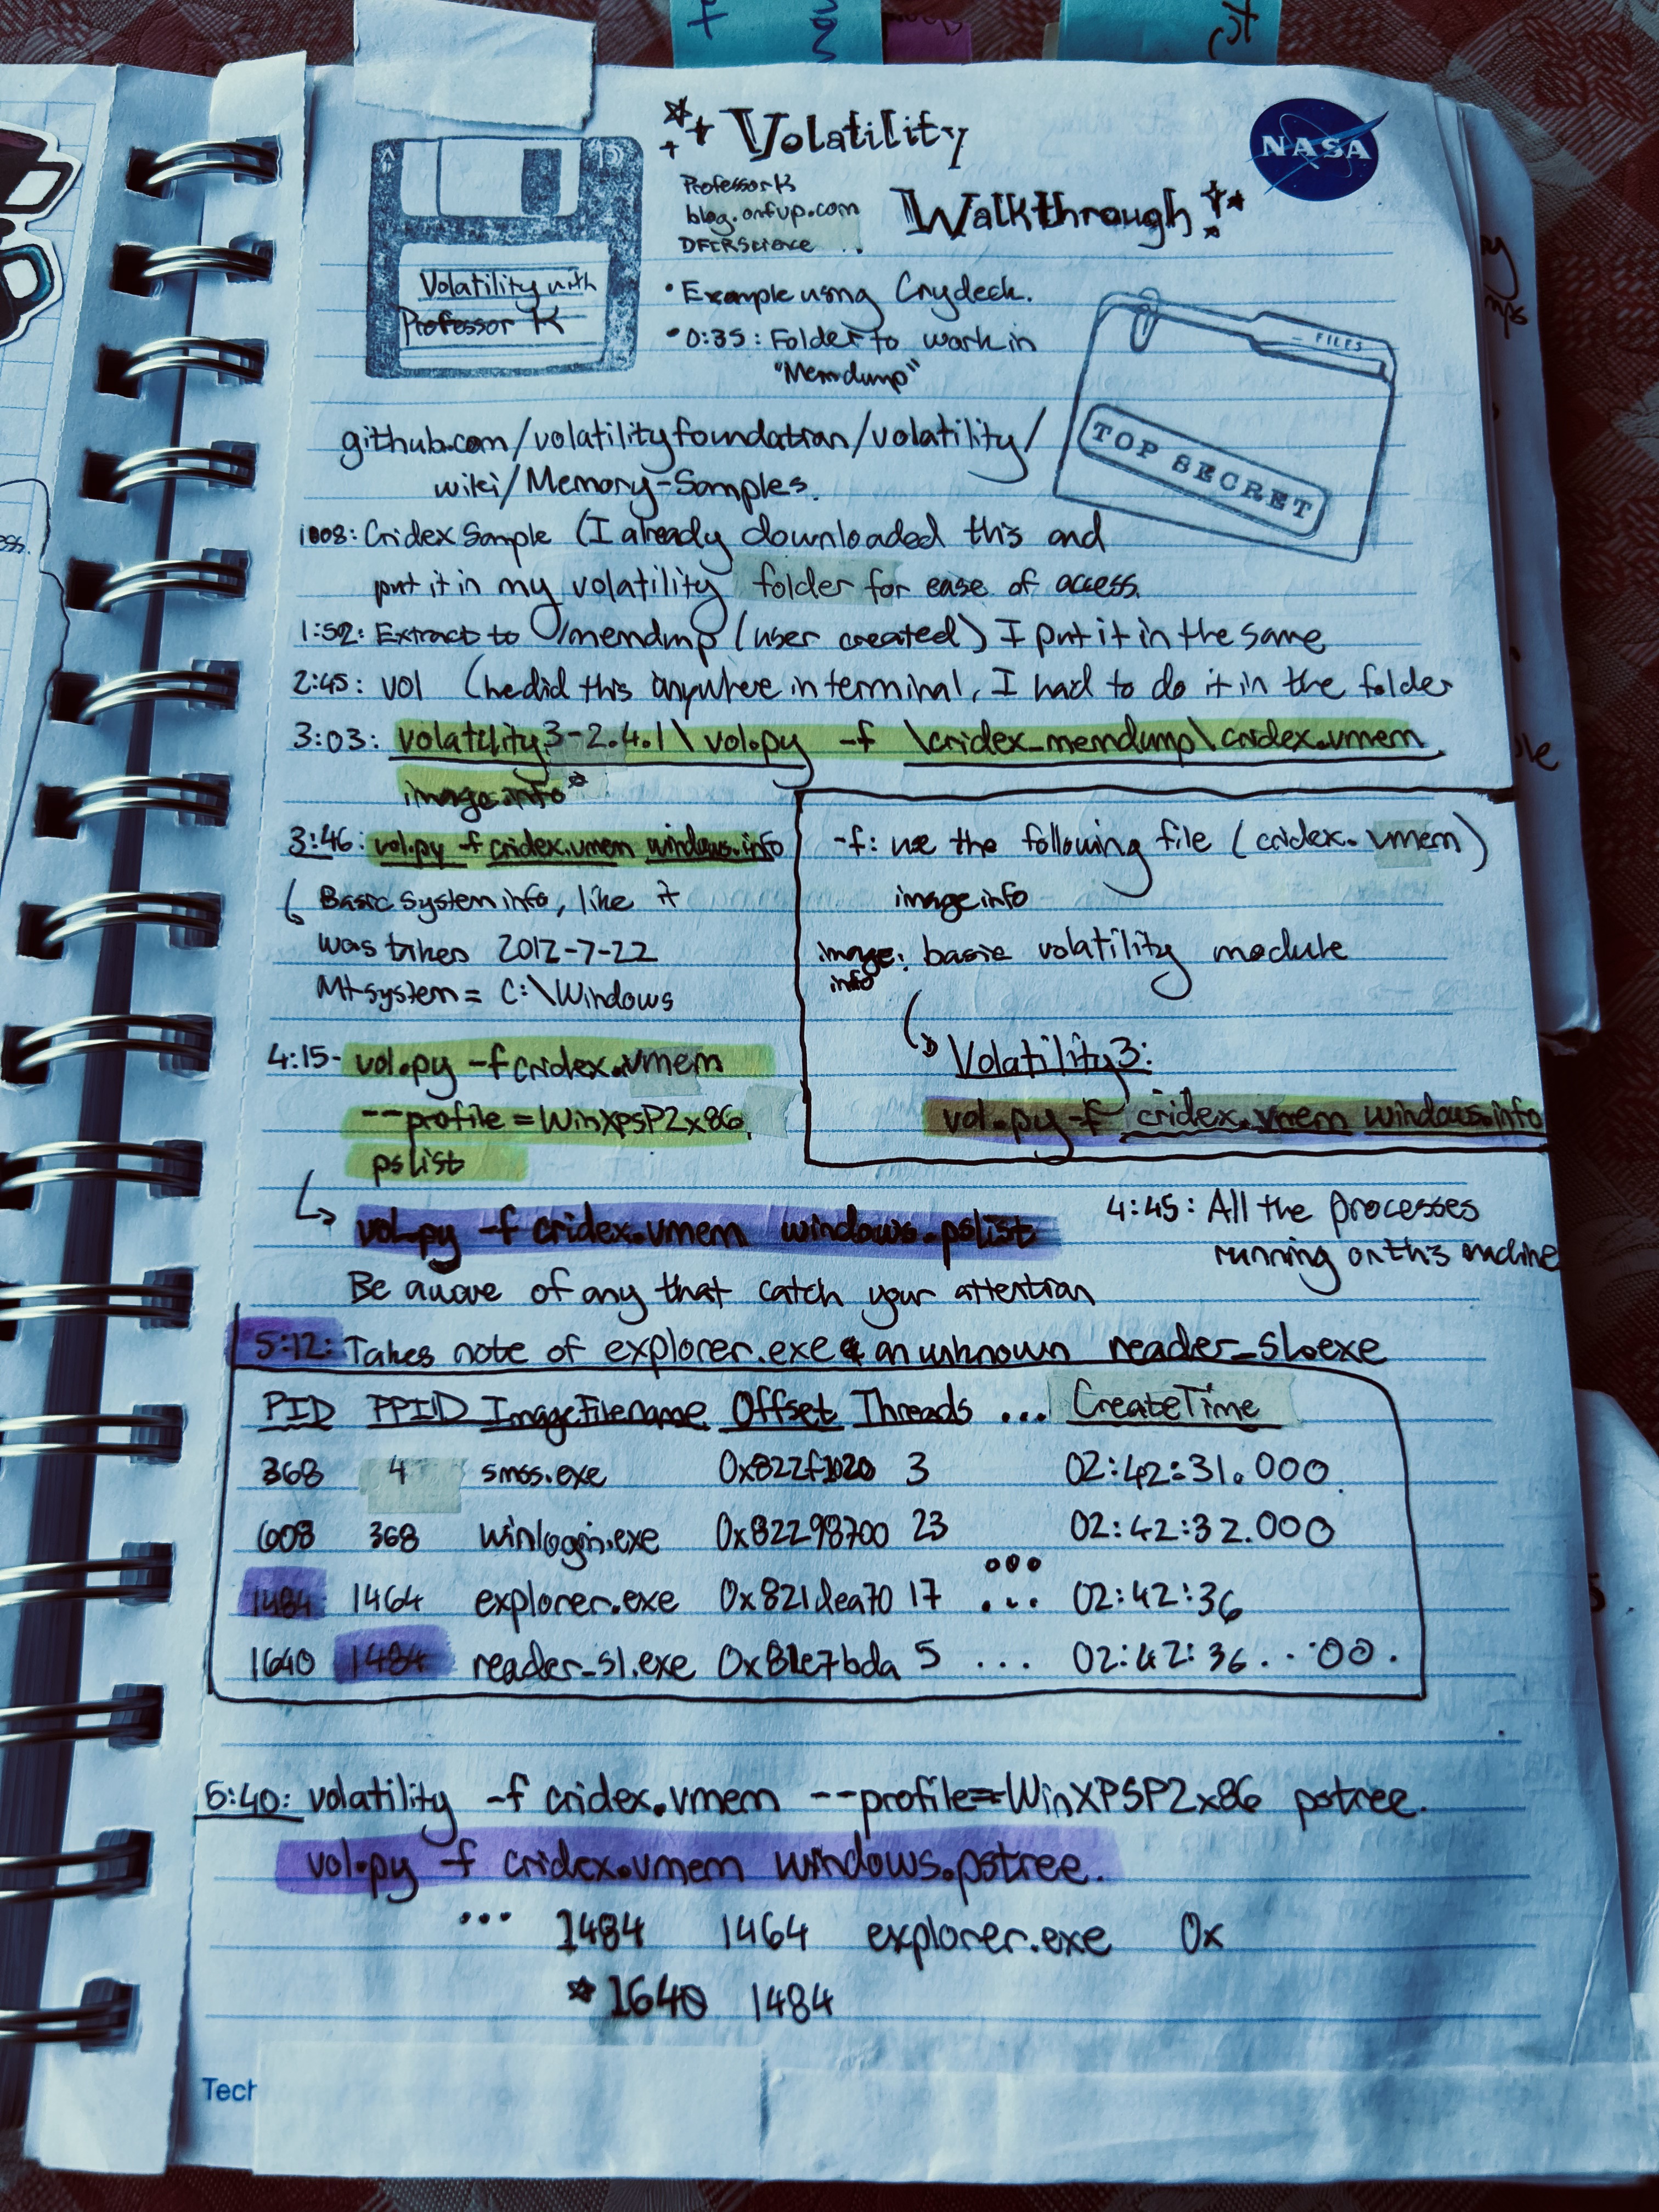 Volatility
Walkthrough
NASA
Professor K
DFIRScience
Volatility with
Professor K
• Example using
• 0:35: Folder to work in
"Memdump"
FILES
TOP SECRET
github.com/volatilityfoundation/volatility/
wiki/Memory-Samples.
1:08: Cridex Sample (I already downloaded this and
put it in my volatility folder for ease of access.
1:52: Extract to /memdmp (user created) I put it in the same
2:45: vol (he did this anywhere in terminal, I had to do it in the folder
3:03: volatility3-2.4.1\vol.py -f \cridex_memdump\cridex.vmem
imageinfo*
3:46: vol.py -f cridex.vmem windows.info
Basic system info, like it
was taken 2012-7-22
Ntsystem = C:\Windows
-f: use the following file (cridex.vmem)
imageinfo
image: basic volatility module
info
Volatility3:
vol.py -f cridex.vmem windows.info
4:15- vol.py -f cridex.vmem
--profile=WinXPSP2x86
pslist
vol.py -f cridex.vmem windows.pslist
4:45: All the processes
running on this machine
Be aware of any that catch your attention
5:12: Takes note of explorer.exe & an unknown reader_sl.exe
PID PPID ImageFilename Offset Threads ... CreateTime
368 4 smss.exe 0x822f1020 3 02:42:31.000
608 368 winlogin.exe 0x82298700 23 02:42:32.000
...
1484 1464 explorer.exe 0x821dea70 17 ... 02:42:36
1640 1484 reader_sl.exe 0x81e7bda 5 ... 02:42:36...00.
5:40: volatility -f cridex.vmem --profile=WinXPSP2x86 pstree.
vol.py -f cridex.vmem windows.pstree.
... 1484 1464 explorer.exe 0x
* 1640 1484
Tech